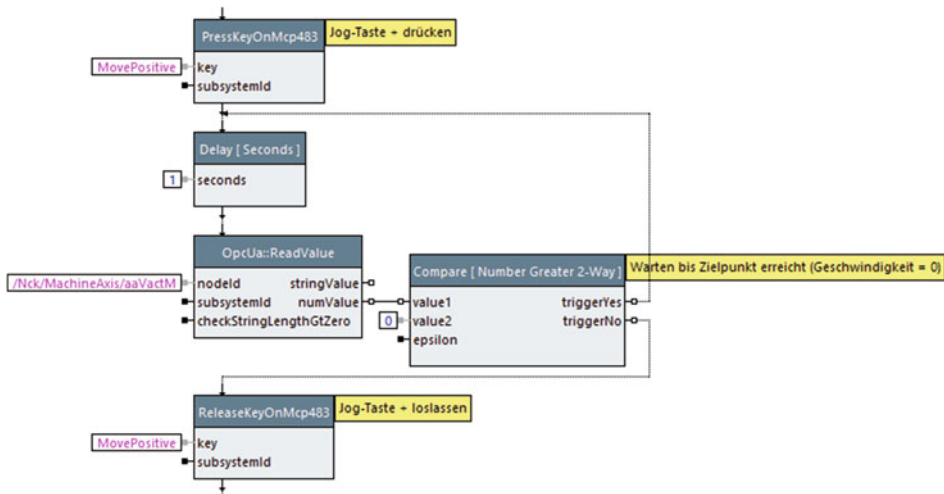 PressKeyOnMcp483
Jog-Taste + drücken
MovePositive
key
subsystemId
Delay [ Seconds ]
1
seconds
OpcUa::ReadValue
/Nck/MachineAxis/aaVactM
nodeId
stringValue
subsystemId
numValue
checkStringLengthGtZero
Compare [ Number Greater 2-Way ]
Warten bis Zielpunkt erreicht (Geschwindigkeit = 0)
value1
triggerYes
0
value2
triggerNo
epsilon
ReleaseKeyOnMcp483
Jog-Taste + loslassen
MovePositive
key
subsystemId